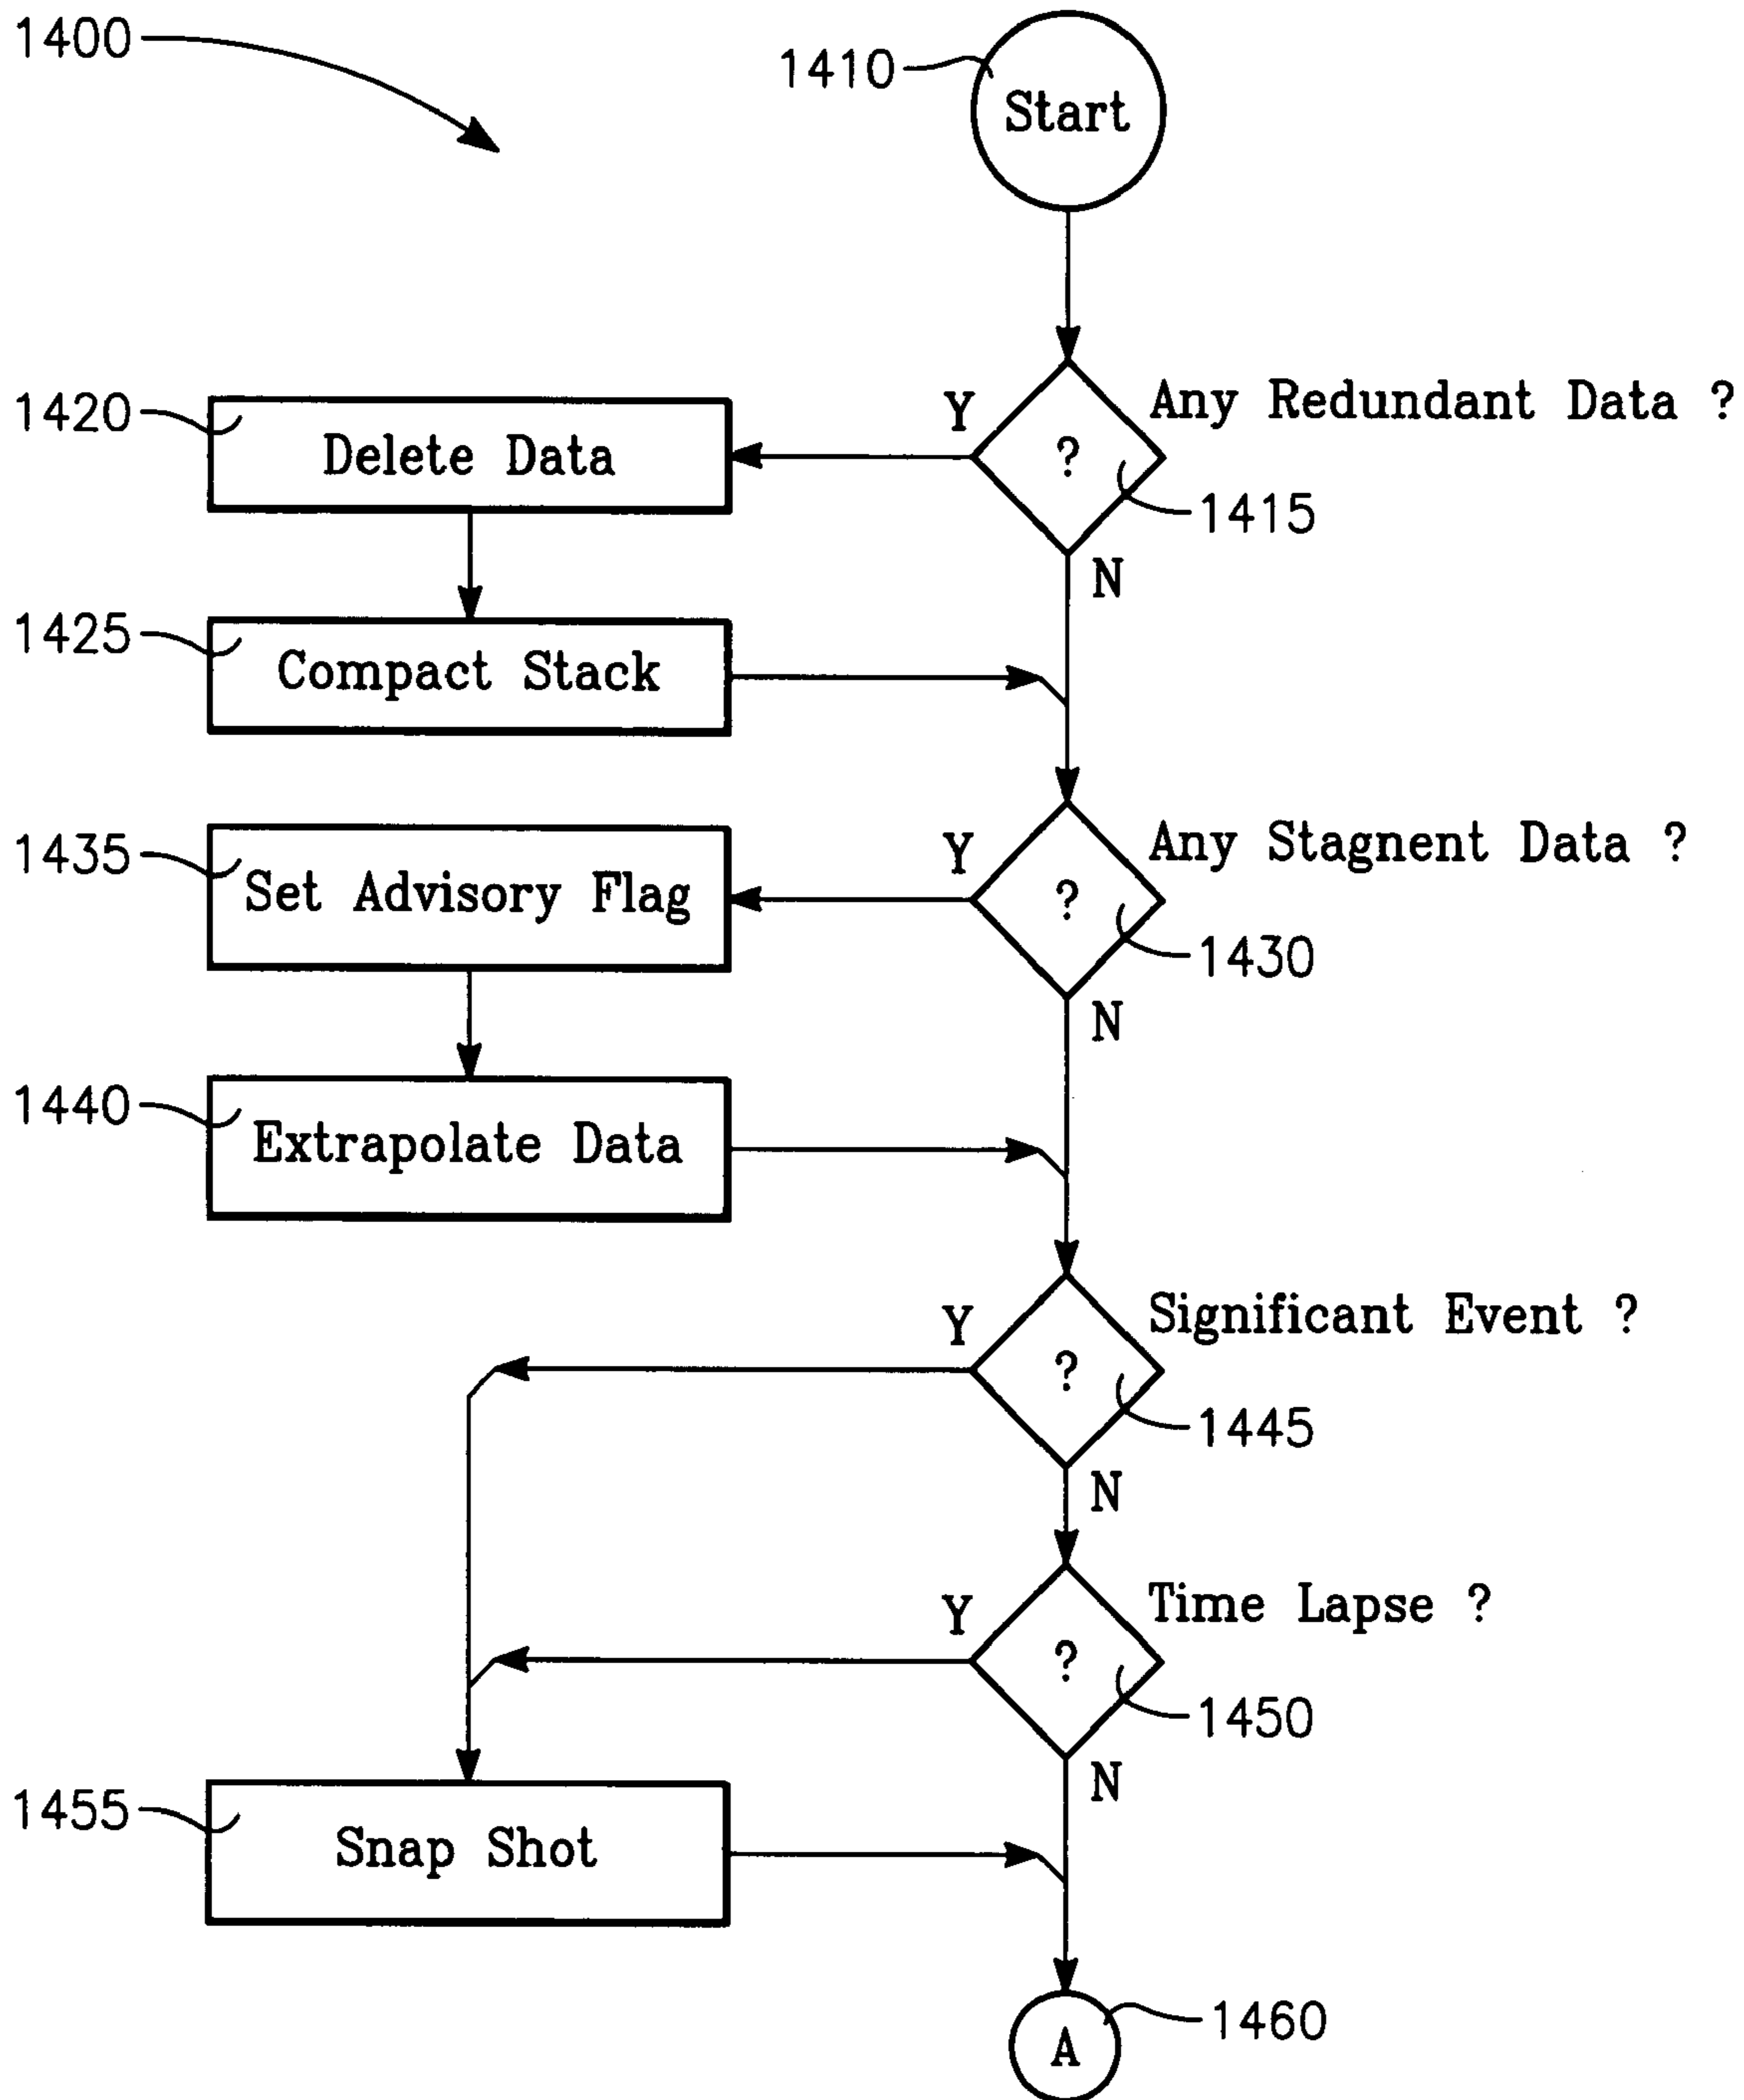 1400
1410
Start
Any Redundant Data ?
Y
?
1415
N
1420
Delete Data
1425
Compact Stack
Any Stagnent Data ?
Y
?
1430
N
1435
Set Advisory Flag
1440
Extrapolate Data
Significant Event ?
Y
?
1445
N
Time Lapse ?
Y
?
1450
N
1455
Snap Shot
A
1460